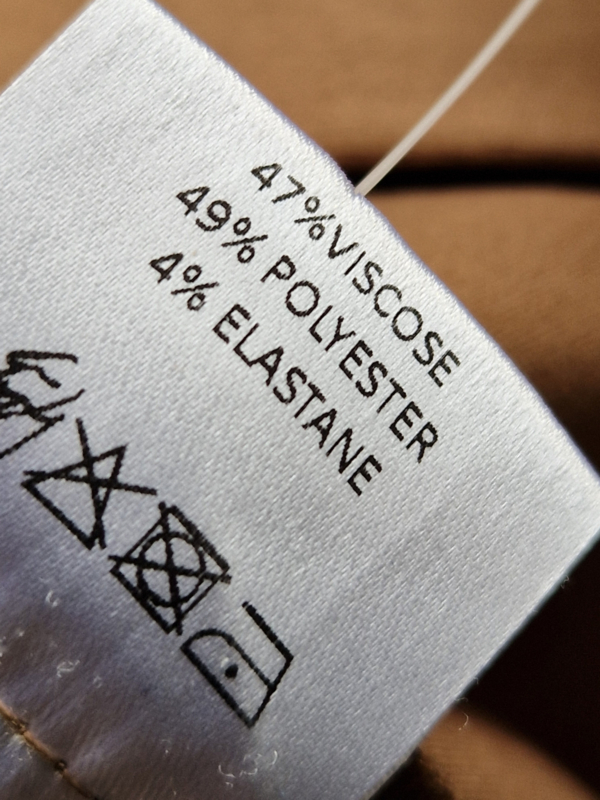 47%VISCOSE
49% POLYESTER
4% ELASTANE